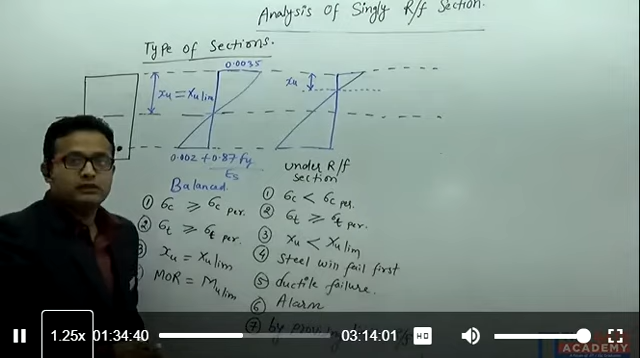 Analysis Of Singly R/f Section.
Type of Sections.
0.0035
xu = xu lim
xu
0.002 + 0.87 fy
Es
Balanced
① σc ⩾ σc per.
② σt ⩾ σt per.
③ xu = xu lim
MOR = Mu lim
under R/f
section
① σc < σc per.
② σt ⩾ σt per.
③ xu < xu lim
④ Steel will fail first
⑤ ductile failure.
⑥ Alarm
⑦ by
ACADEMY
1.25x 01:34:40 03:14:01 HD